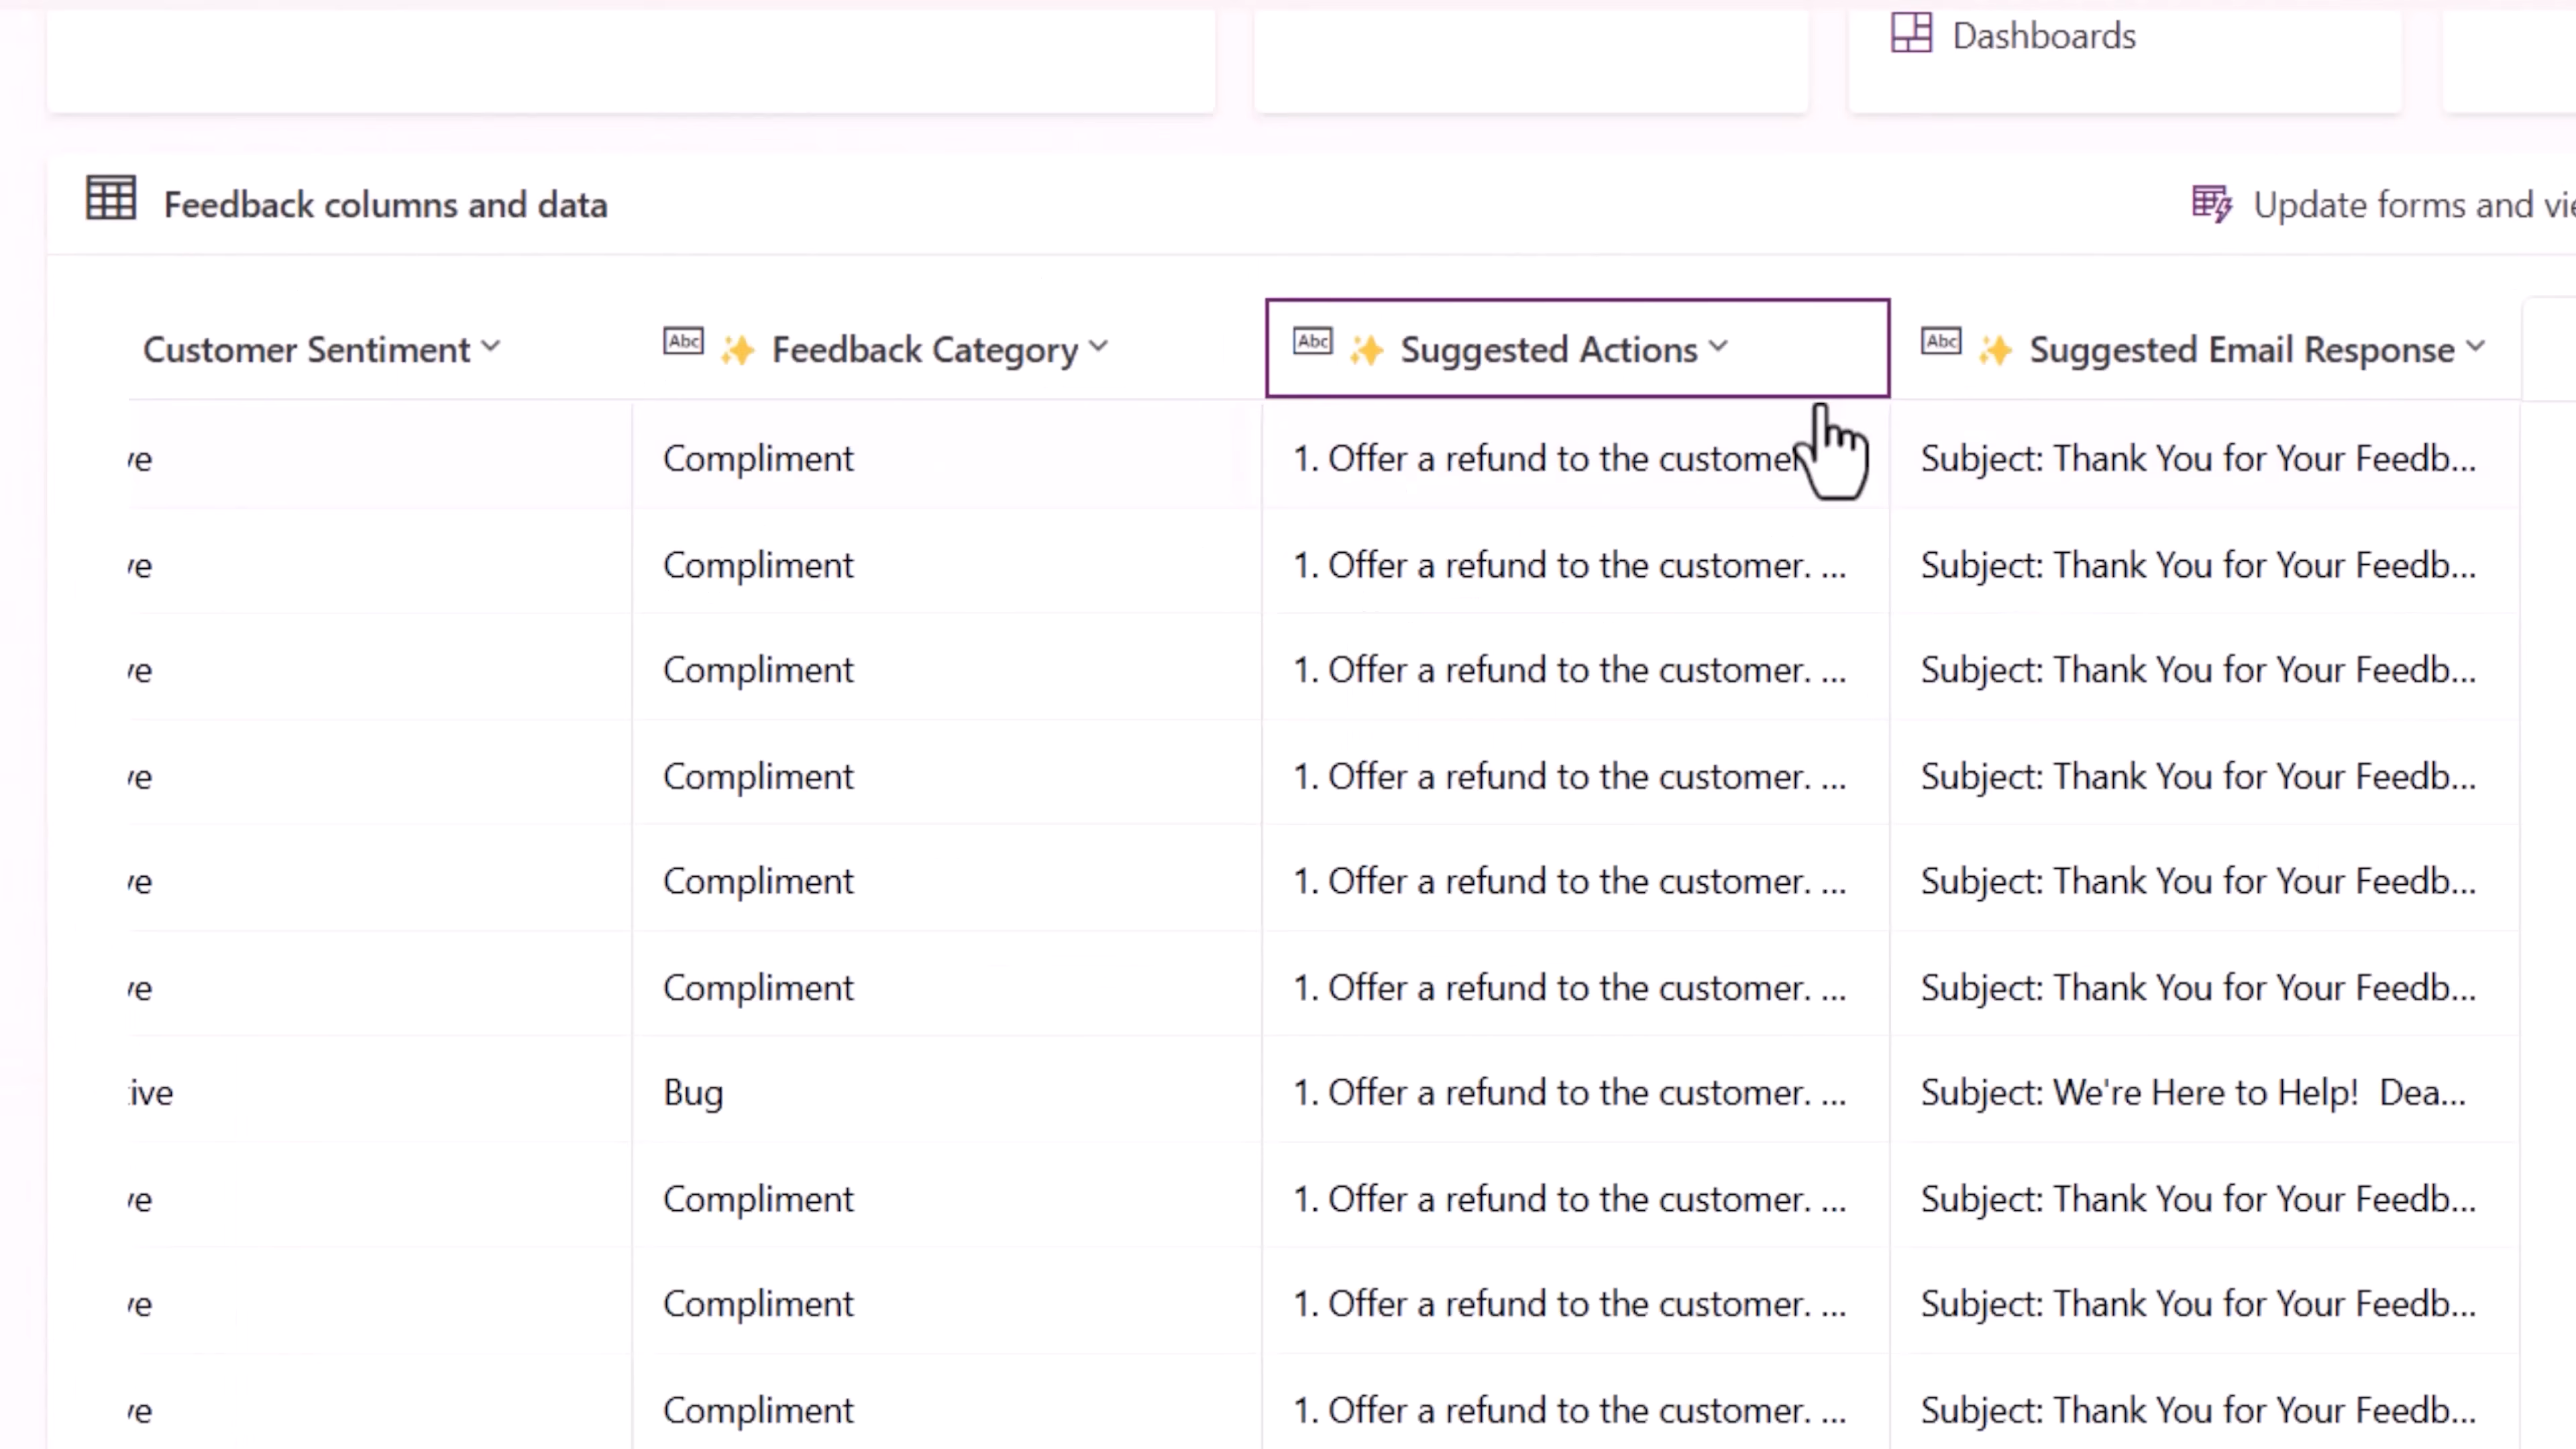 Dashboards
Feedback columns and data
Update forms and vie
Customer Sentiment
Abc Feedback Category
Abc Suggested Actions
Abc Suggested Email Response
ve Compliment 1. Offer a refund to the customer Subject: Thank You for Your Feedb...
ve Compliment 1. Offer a refund to the customer. ... Subject: Thank You for Your Feedb...
ve Compliment 1. Offer a refund to the customer. ... Subject: Thank You for Your Feedb...
ve Compliment 1. Offer a refund to the customer. ... Subject: Thank You for Your Feedb...
ve Compliment 1. Offer a refund to the customer. ... Subject: Thank You for Your Feedb...
ve Compliment 1. Offer a refund to the customer. ... Subject: Thank You for Your Feedb...
ive Bug 1. Offer a refund to the customer. ... Subject: We're Here to Help!  Dea...
ve Compliment 1. Offer a refund to the customer. ... Subject: Thank You for Your Feedb...
ve Compliment 1. Offer a refund to the customer. ... Subject: Thank You for Your Feedb...
ve Compliment 1. Offer a refund to the customer. ... Subject: Thank You for Your Feedb...